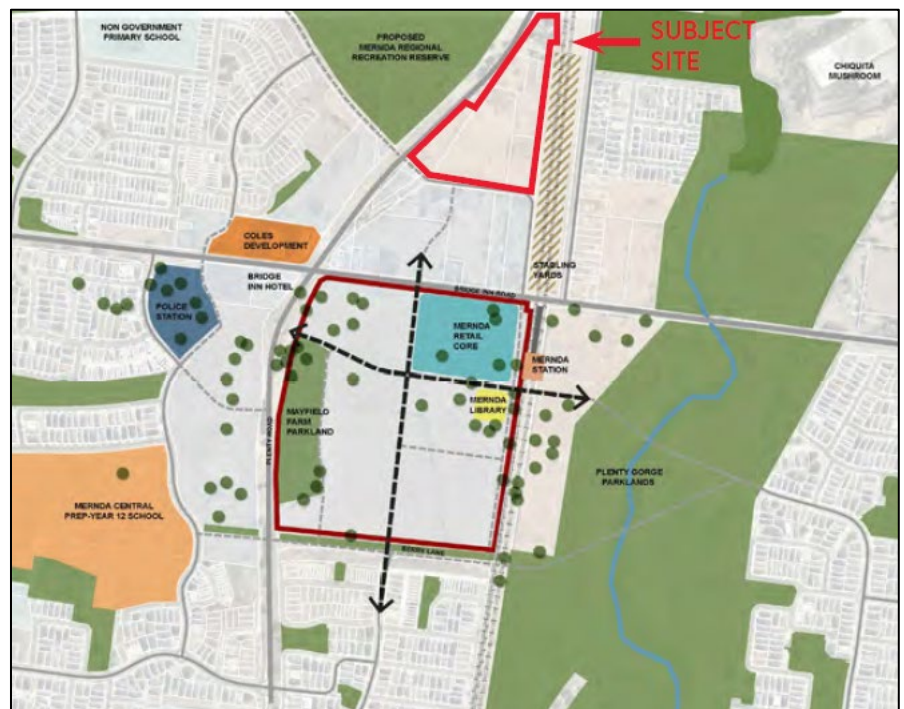 NON GOVERNMENT
PRIMARY SCHOOL
PROPOSED
MERNDA REGIONAL
RECREATION RESERVE
SUBJECT
SITE
CHIQUITA
MUSHROOM
COLES
DEVELOPMENT
BRIDGE
INN HOTEL
STABLING
YARDS
POLICE
STATION
BRIDGE INN ROAD
MERNDA
RETAIL
CORE
MERNDA
STATION
MERNDA
LIBRARY
MAYFIELD
FARM
PARKLAND
PLENTY ROAD
PLENTY GORGE
PARKLANDS
MERNDA CENTRAL
PREP-YEAR 12 SCHOOL